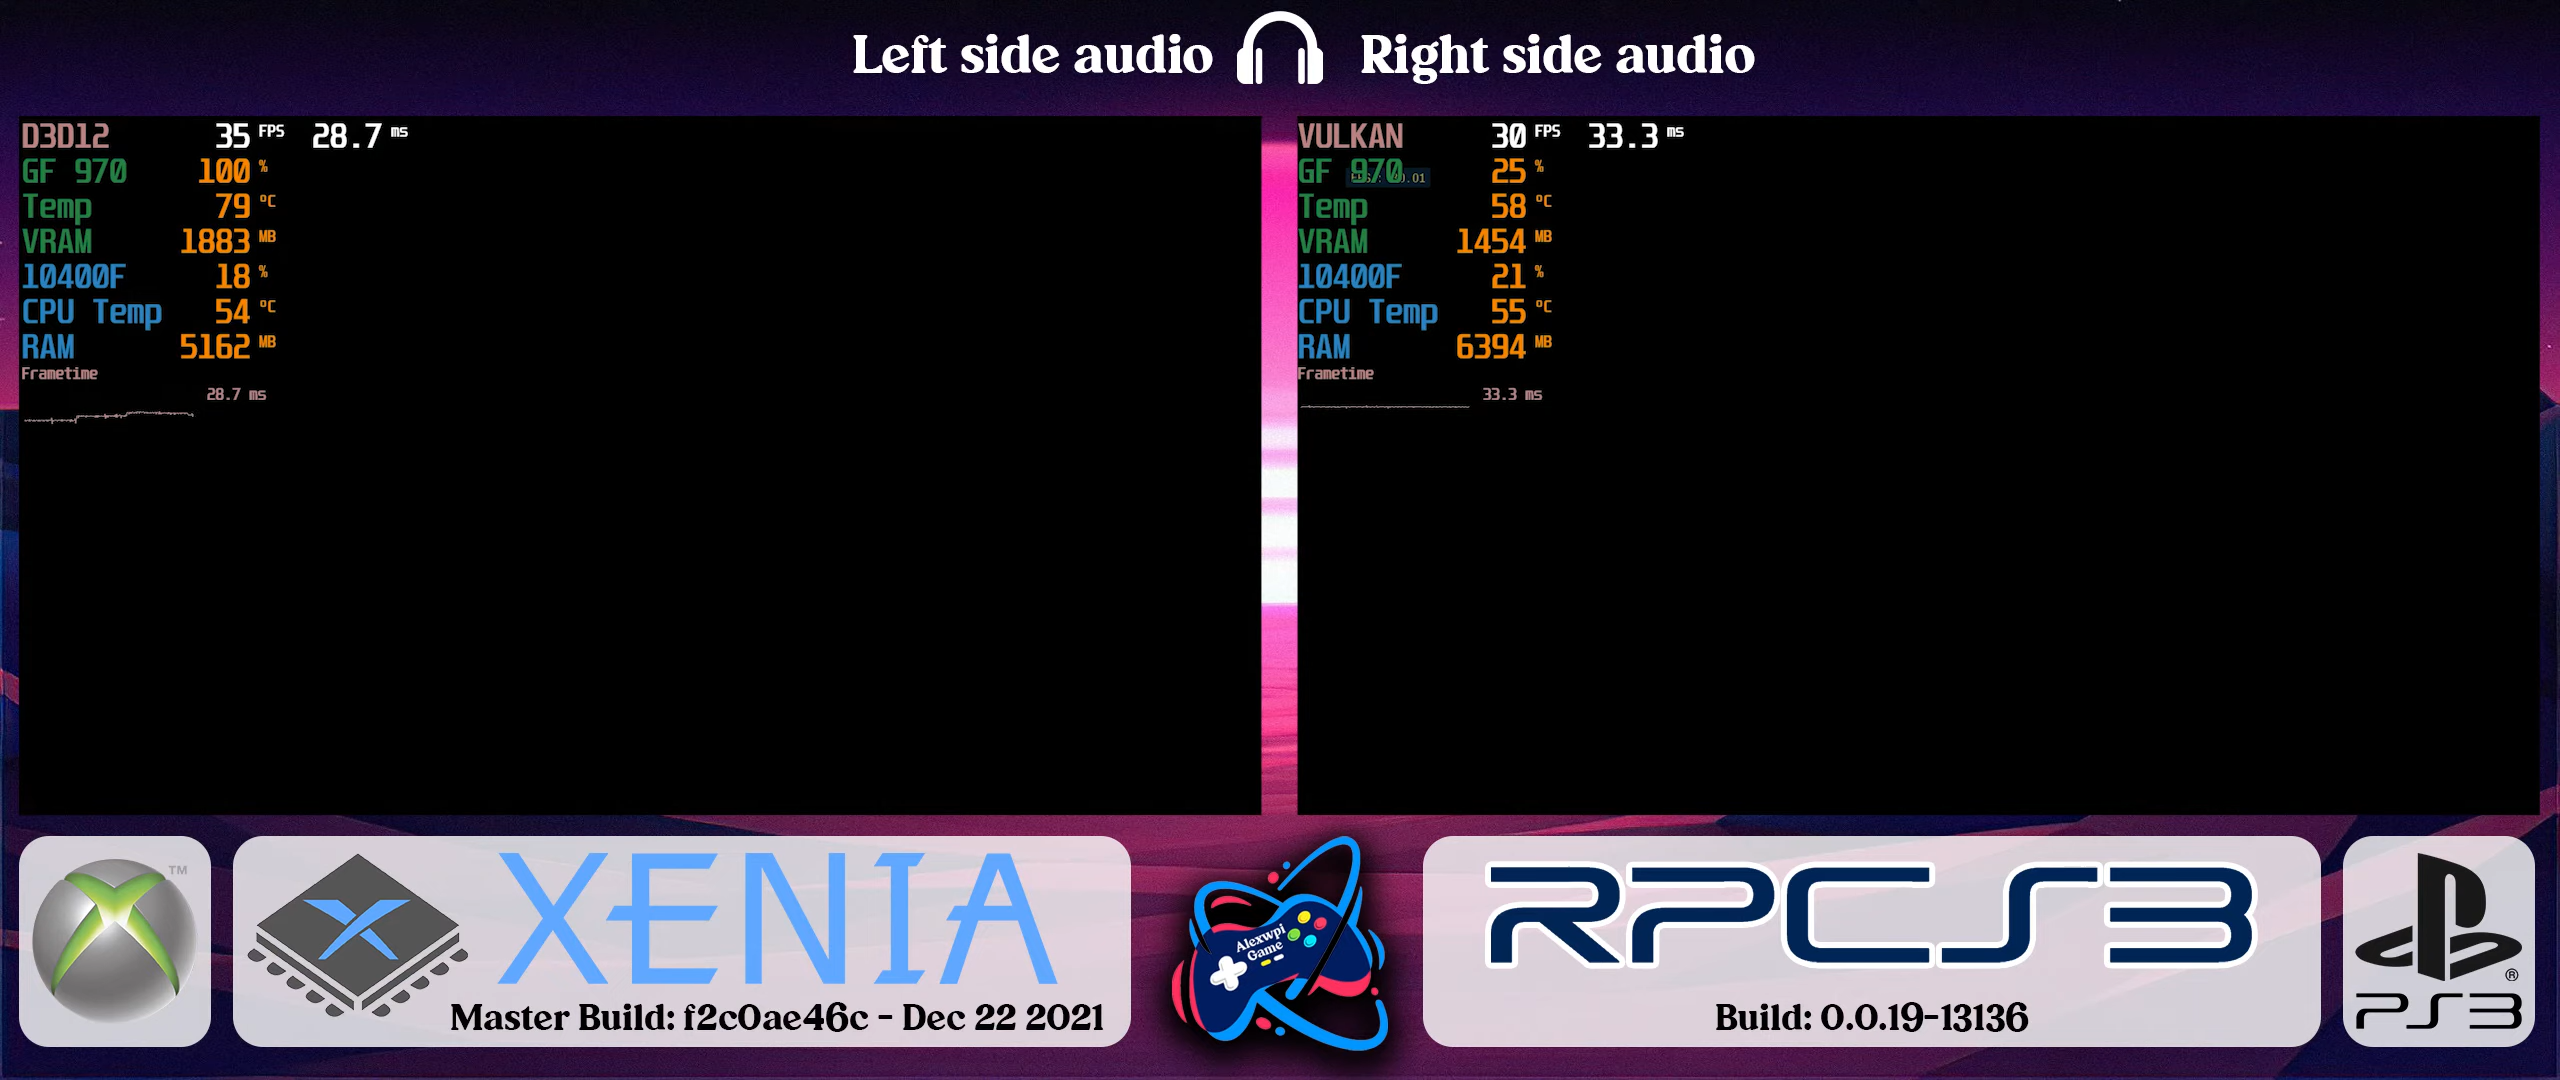 Left side audio
Right side audio
D3D12 35 FPS 28.7 ms
GF 970 100 %
Temp 79 °C
VRAM 1883 MB
10400F 18 %
CPU Temp 54 °C
RAM 5162 MB
Frametime
28.7 ms
VULKAN 30 FPS 33.3 ms
GF 970 25 %
Temp 58 °C
VRAM 1454 MB
10400F 21 %
CPU Temp 55 °C
RAM 6394 MB
Frametime
33.3 ms
TM
XENIA
Master Build: f2c0ae46c - Dec 22 2021
Alexwpi
Game
RPCS3
Build: 0.0.19-13136
®
PS3